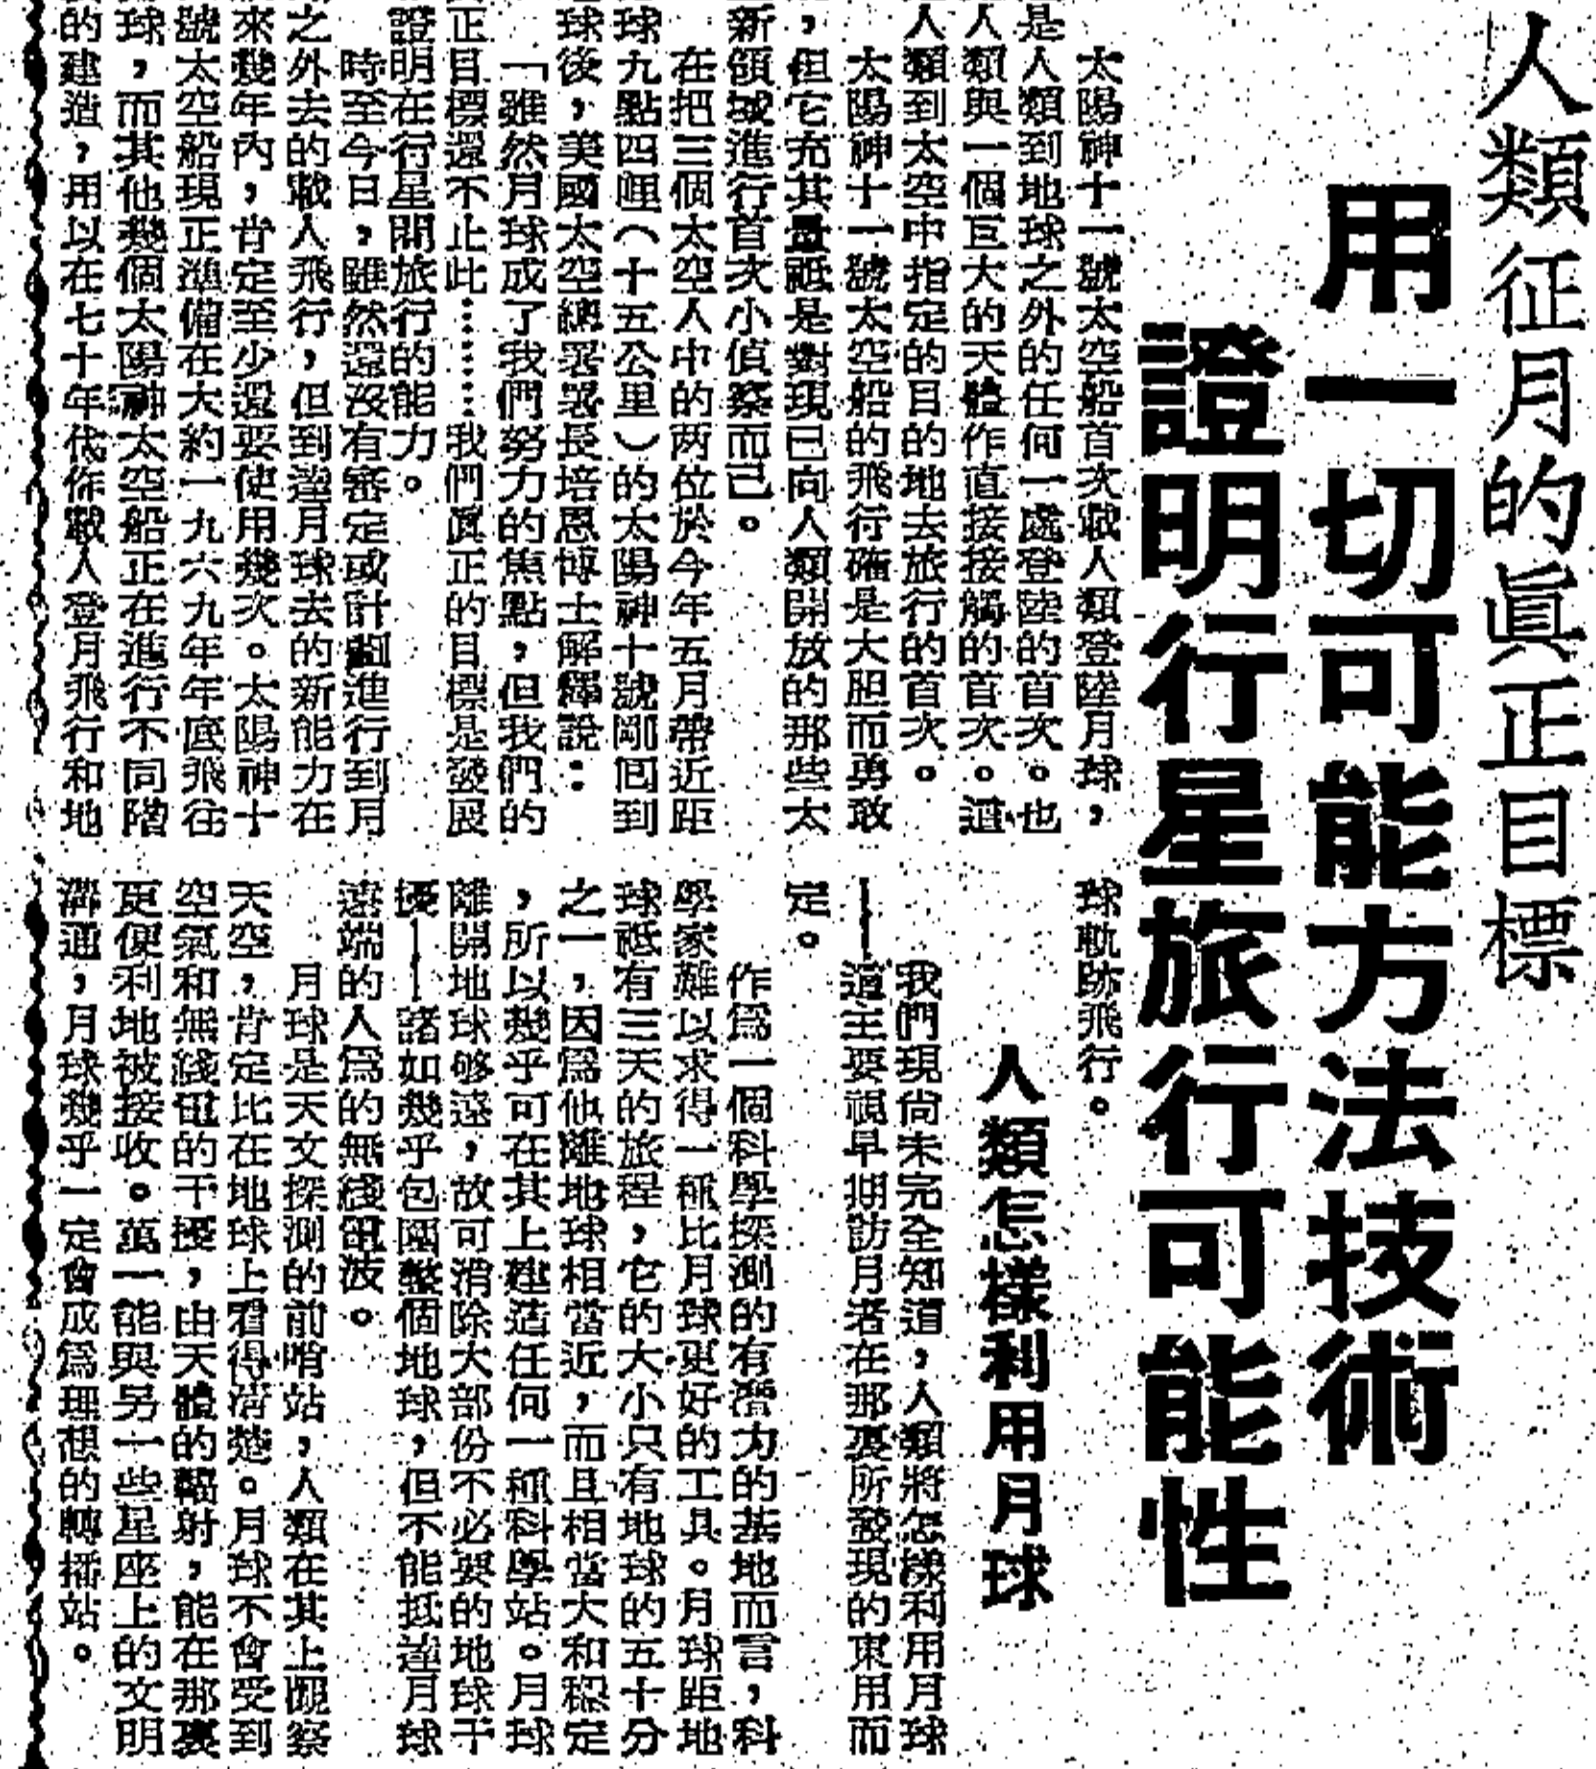 人類征月的眞正目標
用一切可能方法技術
證明行星旅行可能性
太陽神十一號太空船首次載人類登陸月球，
是人類到地球之外的任何一處登陸的首次。也
人類與一個巨大的天體作直接接觸的首次。這
人類到太空中指定的目的地去旅行的首次。
太陽神十一號太空船的飛行確是大胆而勇敢
，但它充其量祗是對現已向人類開放的那些太
新領域進行首次小偵察而己。
在把三個太空人中的两位於今年五月帶近距
球九點四哩（十五公里）的太陽神十號剛囘到
球後，美國太空總署署長培恩博士解釋說：
「雖然月球成了我們努力的焦點，但我們的
正目標還不止此………我們眞正的目標是發展
證明在行星間旅行的能力。
時至今日，雖然還沒有審定或計劃進行到月
之外去的載人飛行，但到達月球去的新能力在
來幾年內，肯定至少還要使用幾次。太陽神十
號太空船現正準備在大約一九六九年年底飛往
球，而其他幾個太陽神太空船正在進行不同階
的建造，用以在七十年代作載人登月飛行和地
球軌跡飛行。
人類怎樣利用月球
我們現尚未完全知道，人類將怎樣利用月球
──這主要視早期訪月者在那裏所發現的東用而
定。
作爲一個科學探測的有潛力的基地而言，科
學家難以求得一種比月球更好的工具。月球距地
球祗有三天的旅程，它的大小只有地球的五十分
之一，因爲他離地球相當近，而且相當大和穩定
，所以幾乎可在其上建造任何一種科學站。月球
離開地球够遠，故可消除大部份不必要的地球干
擾──諸如幾乎包圍整個地球，但不能抵達月球
遠端的人爲的無綫電波。
月球是天文探測的前哨站，人類在其上觀察
天空，肯定比在地球上看得淸楚。月球不會受到
空氣和無綫電的干擾，由天體的輻射，能在那裏
更便利地被接收。萬一能與另一些星座上的文明
溝通，月球幾乎一定會成爲理想的轉播站。